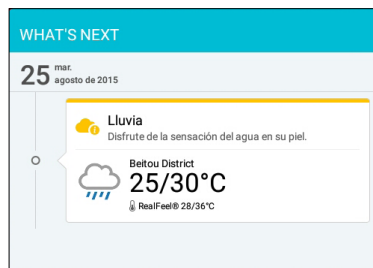 WHAT'S NEXT
25 mar.
agosto de 2015
Lluvia
Disfrute de la sensación del agua en su piel.
Beitou District
25/30°C
RealFeel® 28/36°C